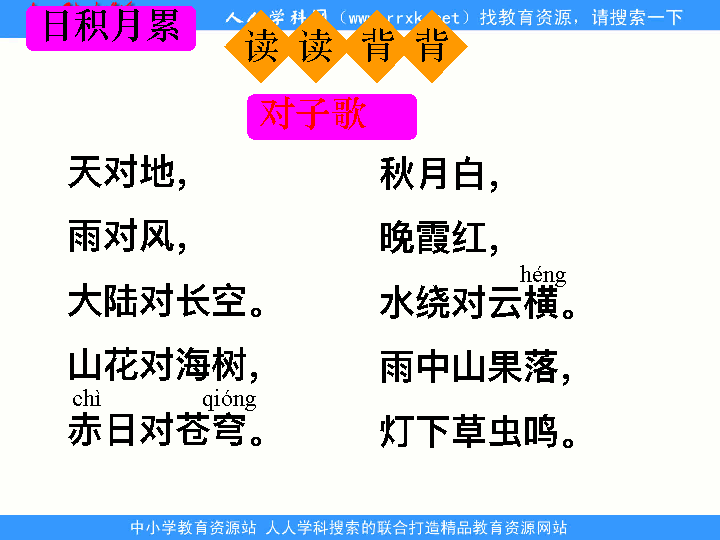 人人学科网（www.rrxk.net）找教育资源，请搜索一下
日积月累
读读背背
对子歌
天对地，
雨对风，
大陆对长空。
山花对海树，
chì qióng
赤日对苍穹。
秋月白，
晚霞红，
héng
水绕对云横。
雨中山果落，
灯下草虫鸣。
中小学教育资源站 人人学科搜索的联合打造精品教育资源网站